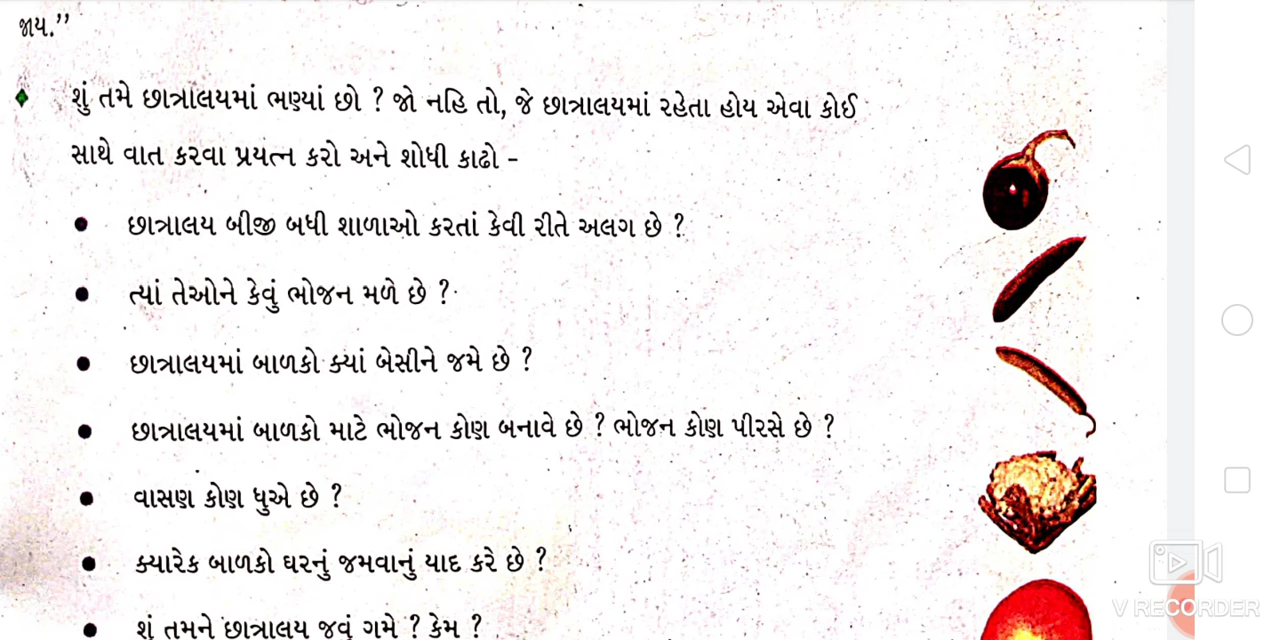 જાય.”
શું તમે છાત્રાલયમાં ભણ્યાં છો ? જો નહિ તો, જે છાત્રાલયમાં રહેતા હોય એવા કોઈ
સાથે વાત કરવા પ્રયત્ન કરો અને શોધી કાઢો –
● છાત્રાલય બીજી બધી શાળાઓ કરતાં કેવી રીતે અલગ છે ?
● ત્યાં તેઓને કેવું ભોજન મળે છે ?
● છાત્રાલયમાં બાળકો ક્યાં બેસીને જમે છે ?
● છાત્રાલયમાં બાળકો માટે ભોજન કોણ બનાવે છે ? ભોજન કોણ પીરસે છે ?
● વાસણ કોણ ધુએ છે ?
● ક્યારેક બાળકો ઘરનું જમવાનું યાદ કરે છે ?
● શું તમને છાત્રાલય જવું ગમે ? કેમ ?
V RECORDER